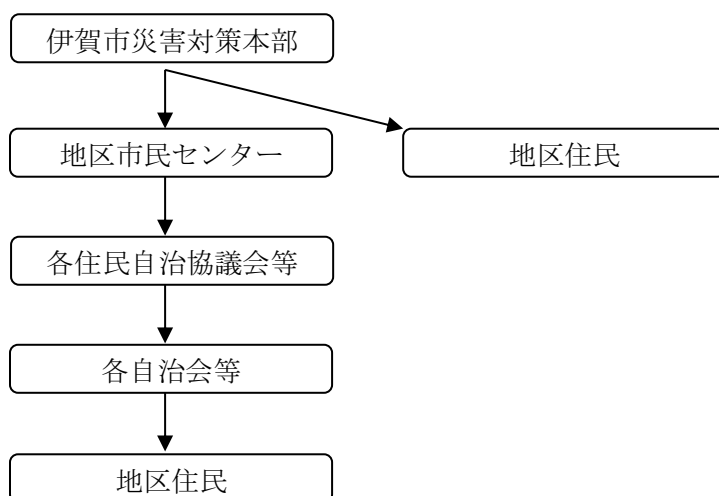 伊賀市災害対策本部
地区市民センター
地区住民
各住民自治協議会等
各自治会等
地区住民